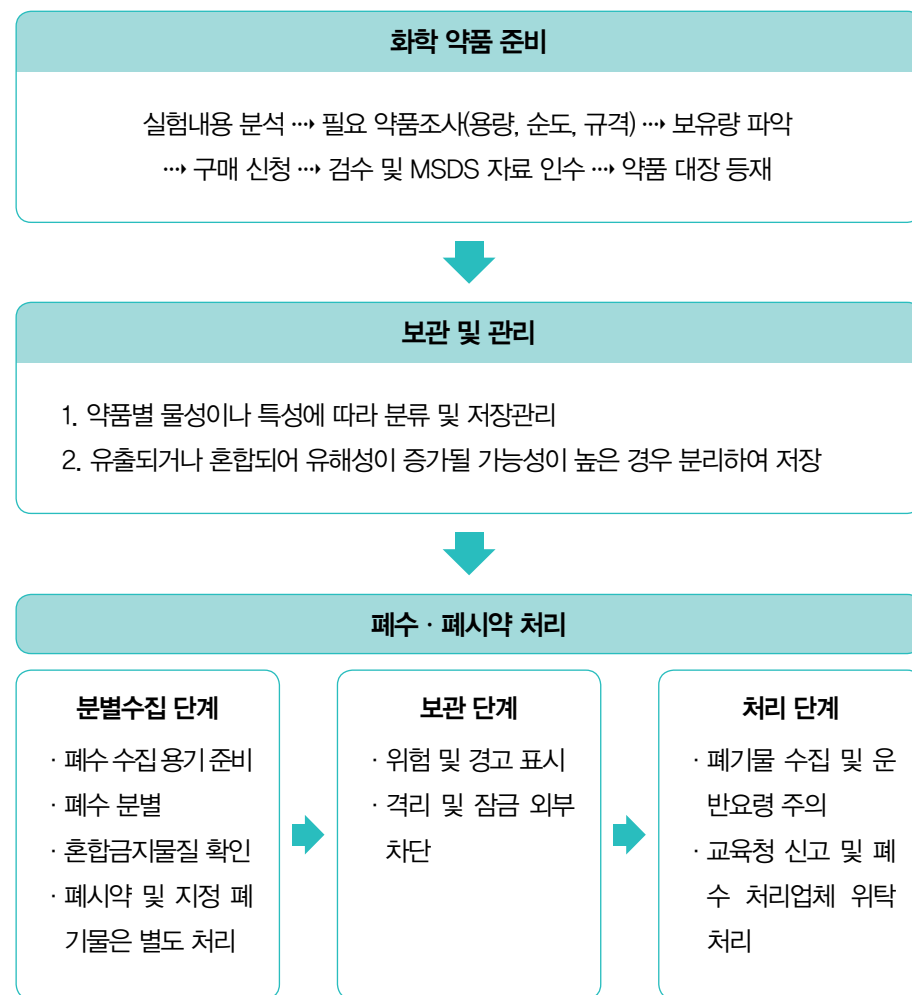 화학 약품 준비
실험내용 분석 ⋯→ 필요 약품조사(용량, 순도, 규격) ⋯→ 보유량 파악
⋯→ 구매 신청 ⋯→ 검수 및 MSDS 자료 인수 ⋯→ 약품 대장 등재
보관 및 관리
1. 약품별 물성이나 특성에 따라 분류 및 저장관리
2. 유출되거나 혼합되어 유해성이 증가될 가능성이 높은 경우 분리하여 저장
폐수 · 폐시약 처리
분별수집 단계
· 폐수 수집 용기 준비
· 폐수 분별
· 혼합금지물질 확인
· 폐시약 및 지정 폐
기물은 별도 처리
보관 단계
· 위험 및 경고 표시
· 격리 및 잠금 외부
차단
처리 단계
· 폐기물 수집 및 운
반요령 주의
· 교육청 신고 및 폐
수 처리업체 위탁
처리